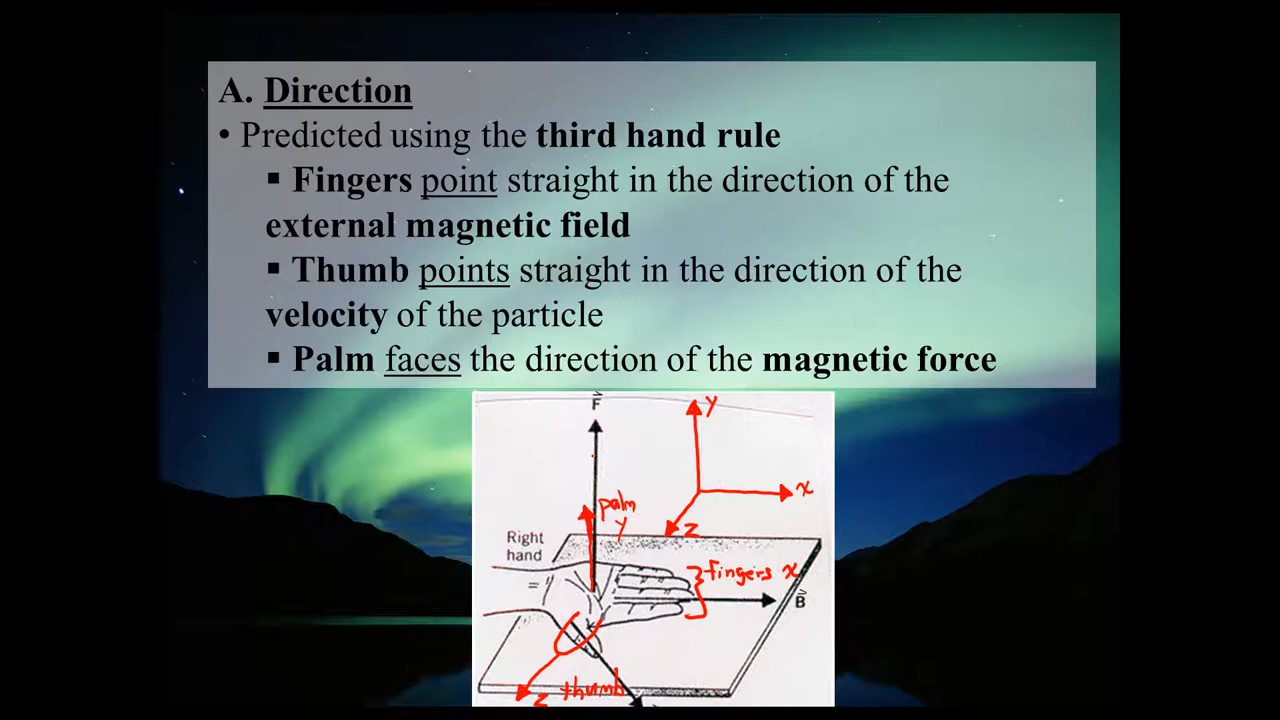 A. Direction
• Predicted using the third hand rule
▪ Fingers point straight in the direction of the
external magnetic field
▪ Thumb points straight in the direction of the
velocity of the particle
▪ Palm faces the direction of the magnetic force
F
y
x
z
palm
y
Right
hand
fingers x
B
z thumb